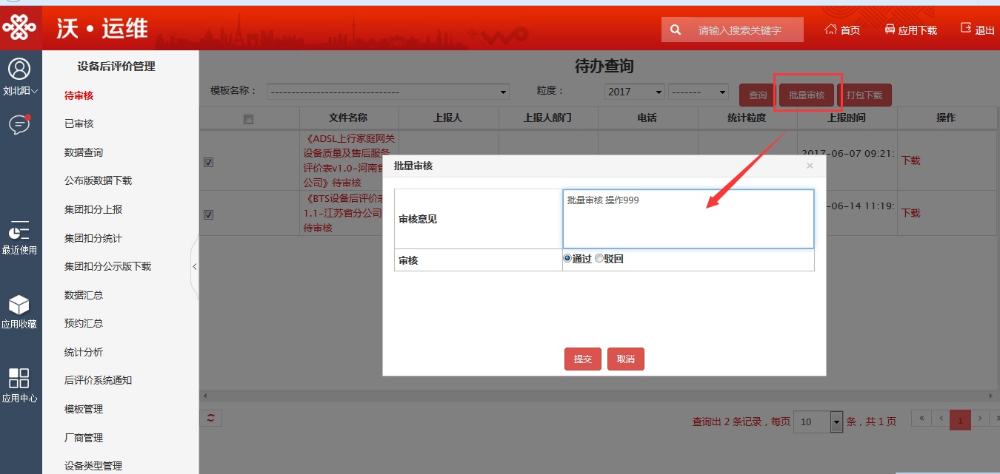 沃·运维
请输入搜索关键字
首页
应用下载
退出
刘北阳
最近使用
应用收藏
应用中心
设备后评价管理
待审核
已审核
数据查询
公布版数据下载
集团扣分上报
集团扣分统计
集团扣分公示版下载
数据汇总
预约汇总
统计分析
后评价系统通知
模板管理
厂商管理
设备类型管理
待办查询
模板名称：
-----------------------------
粒度：
2017
-------
查询
批量审核
打包下载
文件名称
上报人
上报人部门
电话
统计粒度
上报时间
操作
《ADSL上行家庭网关
设备质量及售后服务
评价表v1.0-河南省
公司》待审核
2017-06-07 09:21:
下载
《BTS设备后评价表
1.1-江苏省分公司
待审核
-06-14 11:19:
下载
批量审核
×
审核意见
批量审核 操作999
审核
通过 驳回
提交
取消
查询出 2 条记录，每页 10 条，共 1 页
« ‹ 1 › »